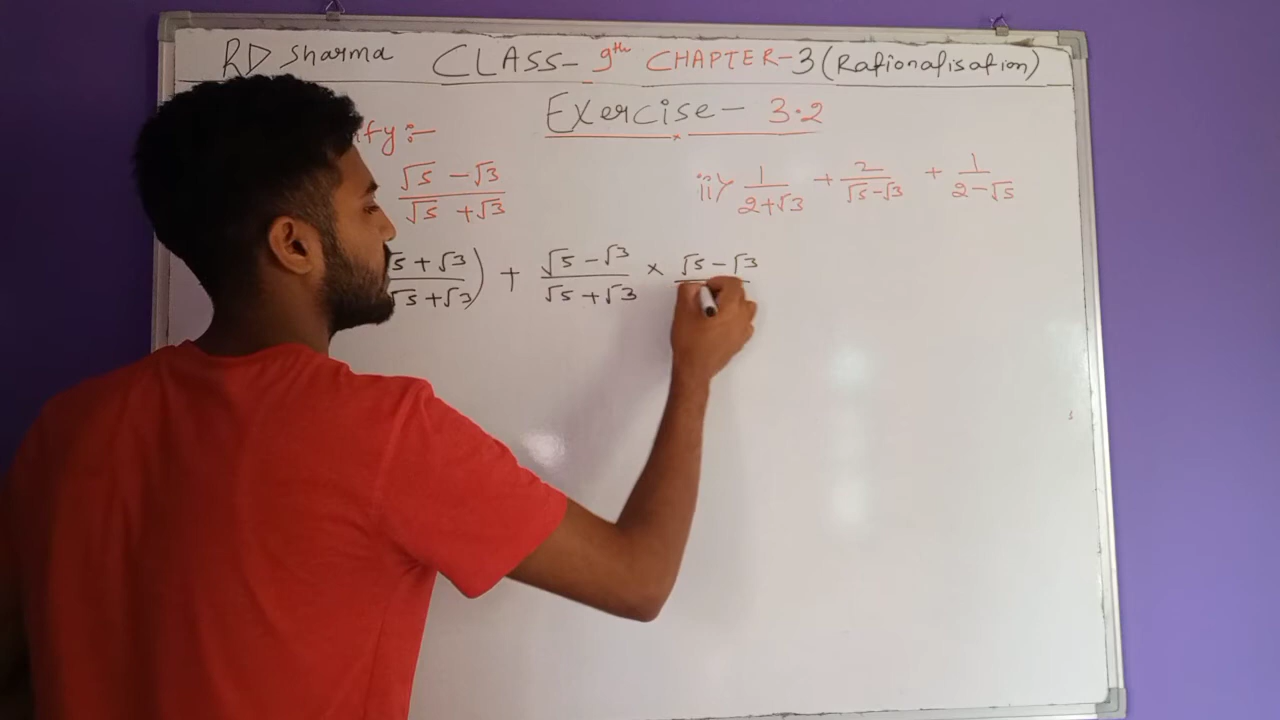 RD Sharma CLASS- 9th CHAPTER-3 (Rationalisation)
Exercise- 3.2
ify:-
√5 - √3 / √5 + √3
ii) 1 / 2+√3 + 2 / √5-√3 + 1 / 2-√5
√5 + √3 / √5 + √3) + √5 - √3 / √5 + √3 × √5 - √3